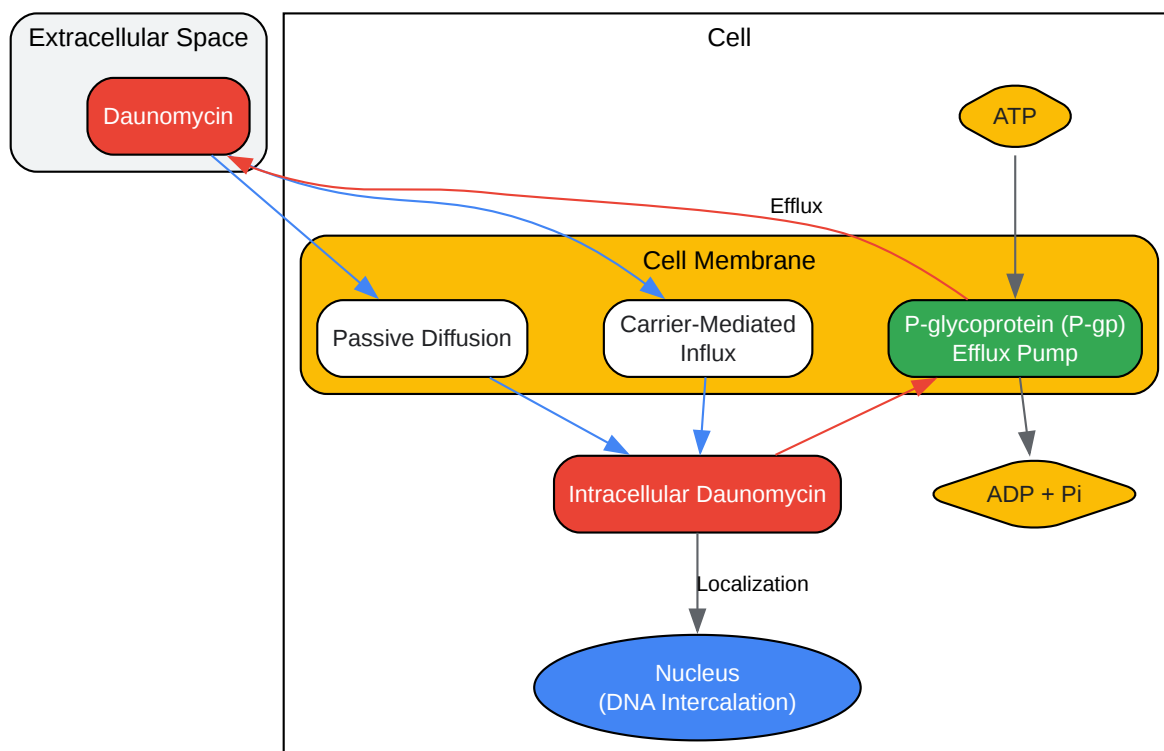 Extracellular Space
Cell
Daunomycin
ATP
Efflux
Cell Membrane
Passive Diffusion
Carrier-Mediated
Influx
P-glycoprotein (P-gp)
Efflux Pump
Intracellular Daunomycin
ADP + Pi
Localization
Nucleus
(DNA Intercalation)